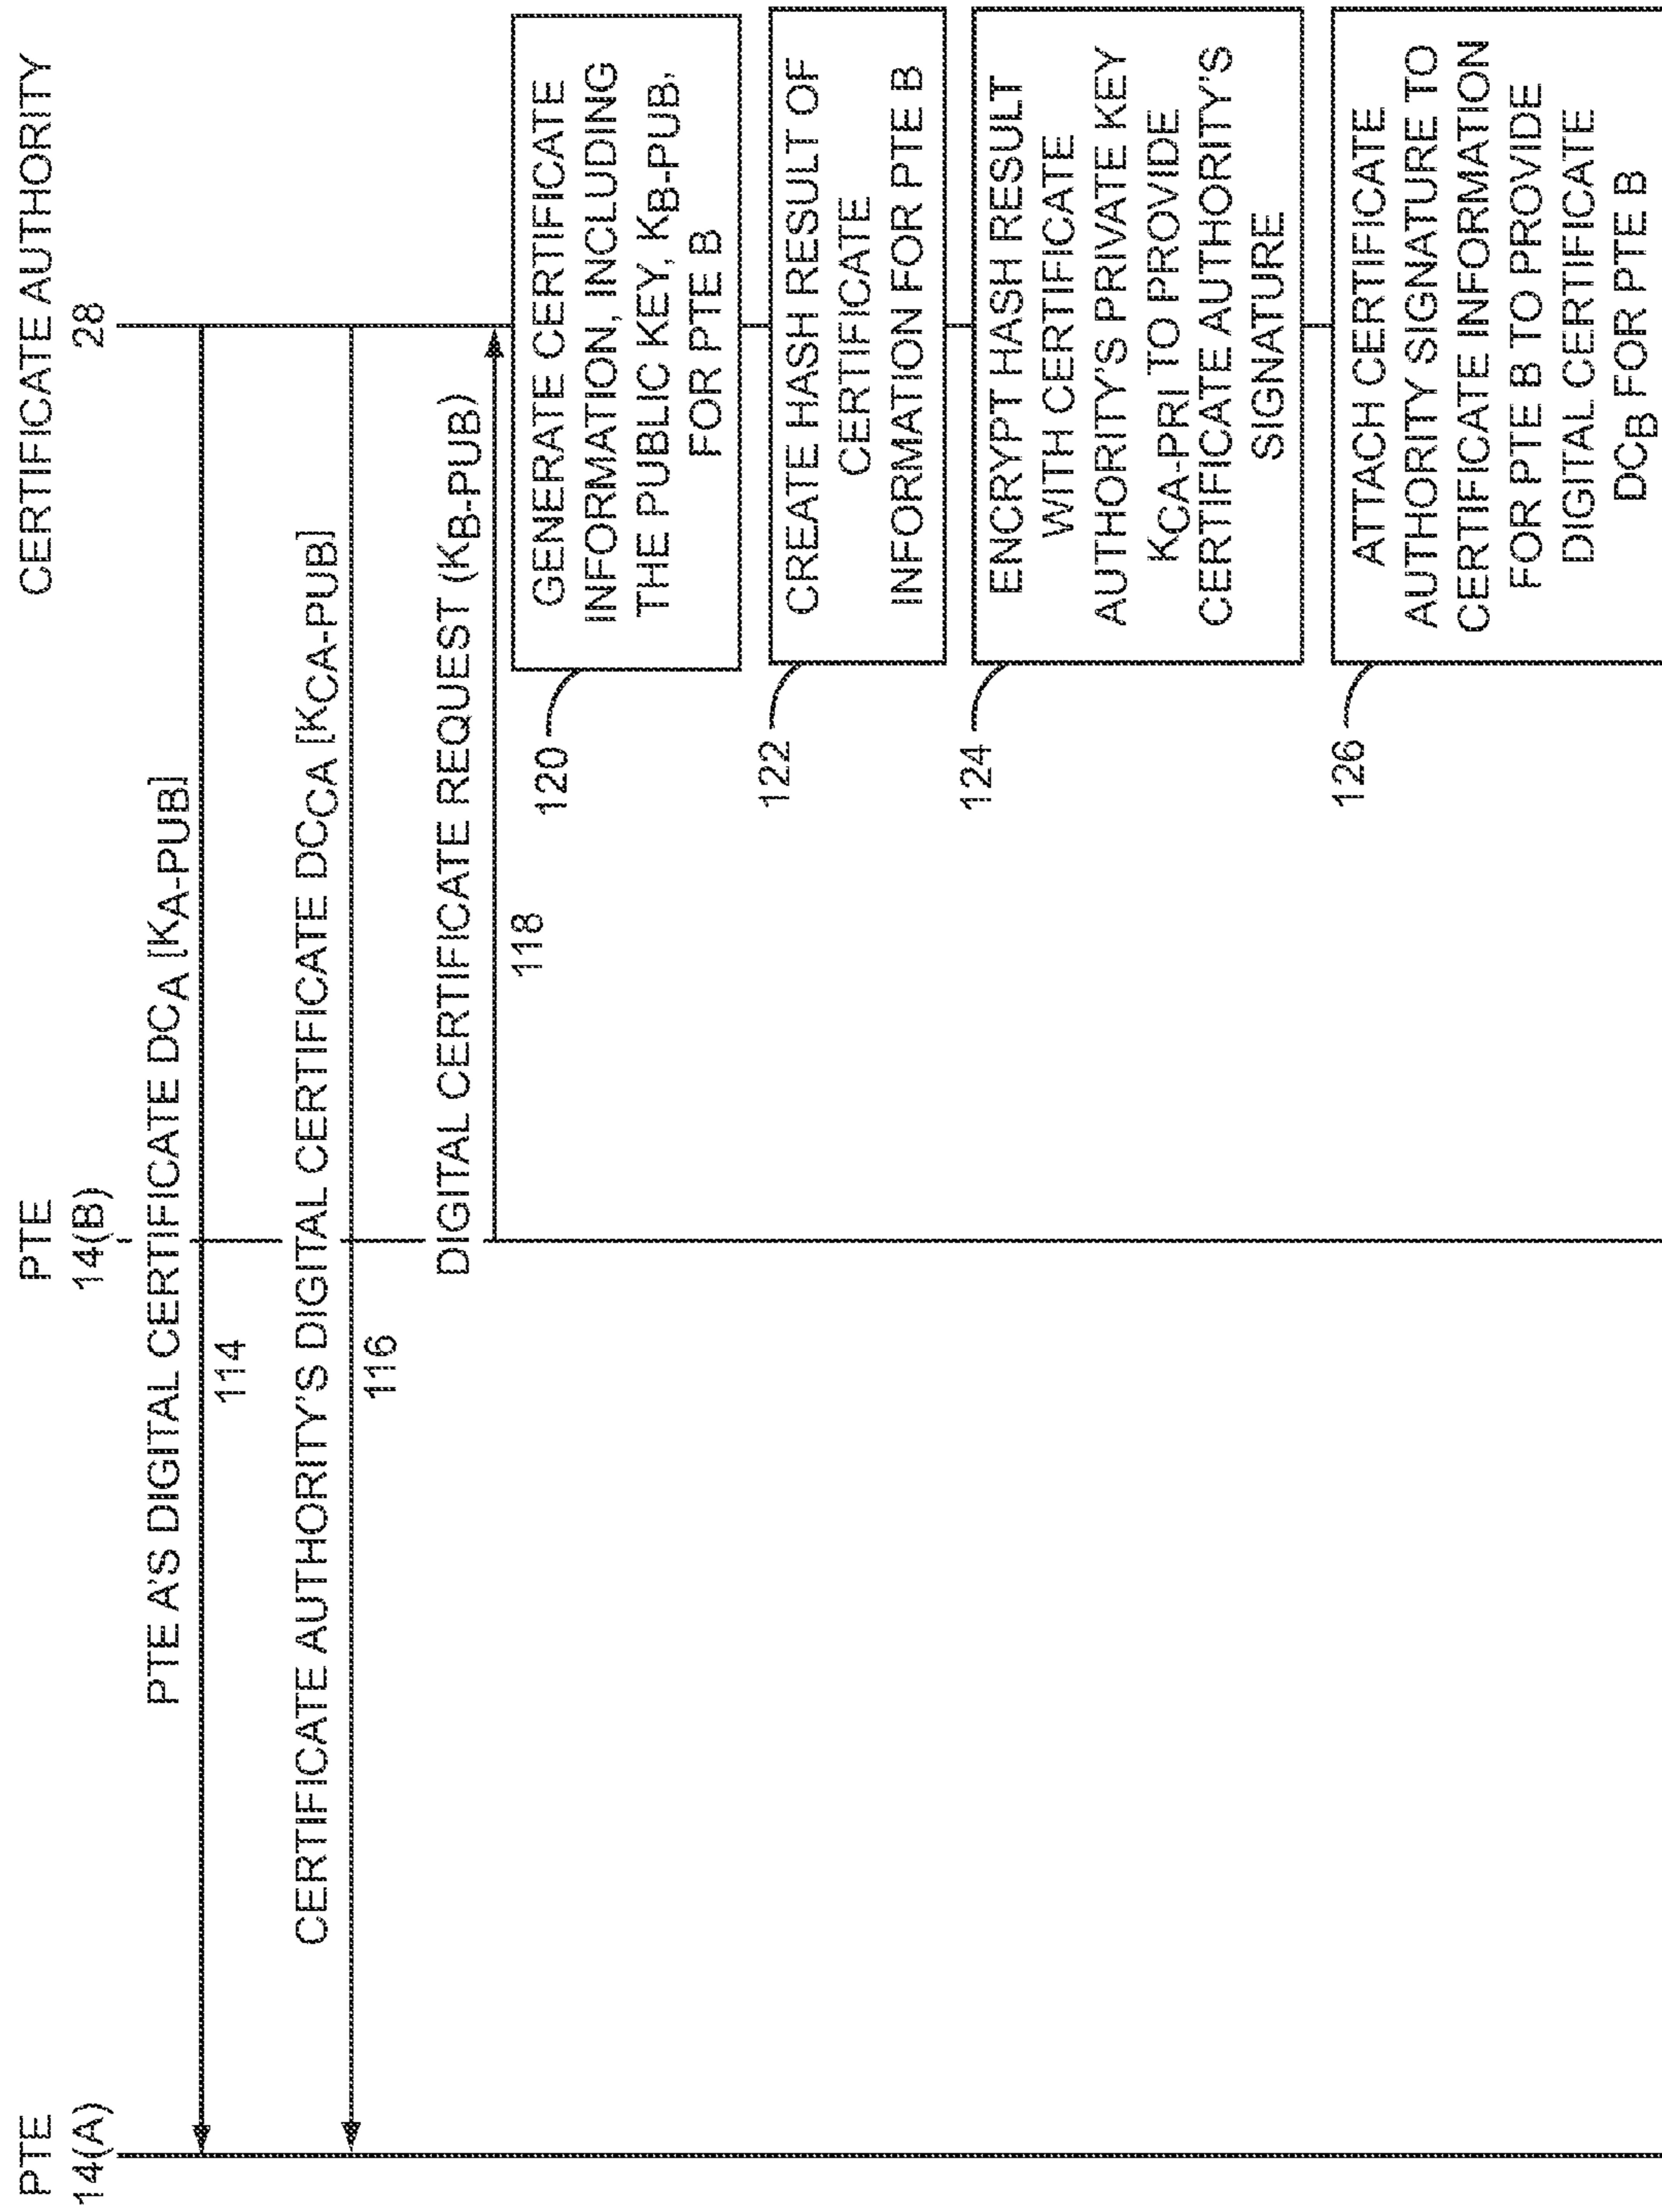 PTE
14(A)
PTE
14(B)
CERTIFICATE AUTHORITY
28
PTE A'S DIGITAL CERTIFICATE DCA [KA-PUB]
114
CERTIFICATE AUTHORITY'S DIGITAL CERTIFICATE DCCA [KCA-PUB]
116
DIGITAL CERTIFICATE REQUEST (KB-PUB)
118
120
GENERATE CERTIFICATE
INFORMATION, INCLUDING
THE PUBLIC KEY, KB-PUB,
FOR PTE B
122
CREATE HASH RESULT OF
CERTIFICATE
INFORMATION FOR PTE B
124
ENCRYPT HASH RESULT
WITH CERTIFICATE
AUTHORITY'S PRIVATE KEY
KCA-PRI TO PROVIDE
CERTIFICATE AUTHORITY'S
SIGNATURE
126
ATTACH CERTIFICATE
AUTHORITY SIGNATURE TO
CERTIFICATE INFORMATION
FOR PTE B TO PROVIDE
DIGITAL CERTIFICATE
DCB FOR PTE B